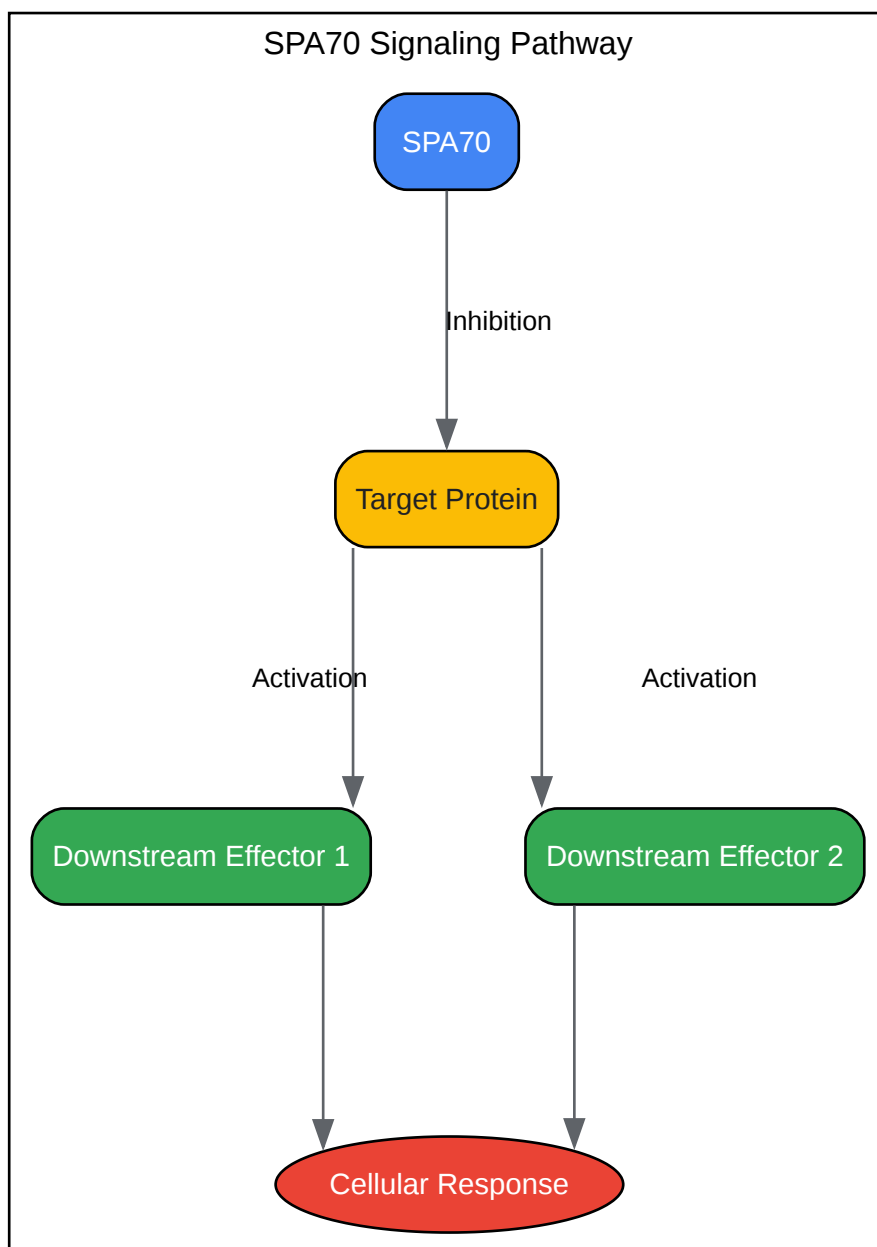 SPA70 Signaling Pathway
SPA70
Inhibition
Target Protein
Activation
Activation
Downstream Effector 1
Downstream Effector 2
Cellular Response